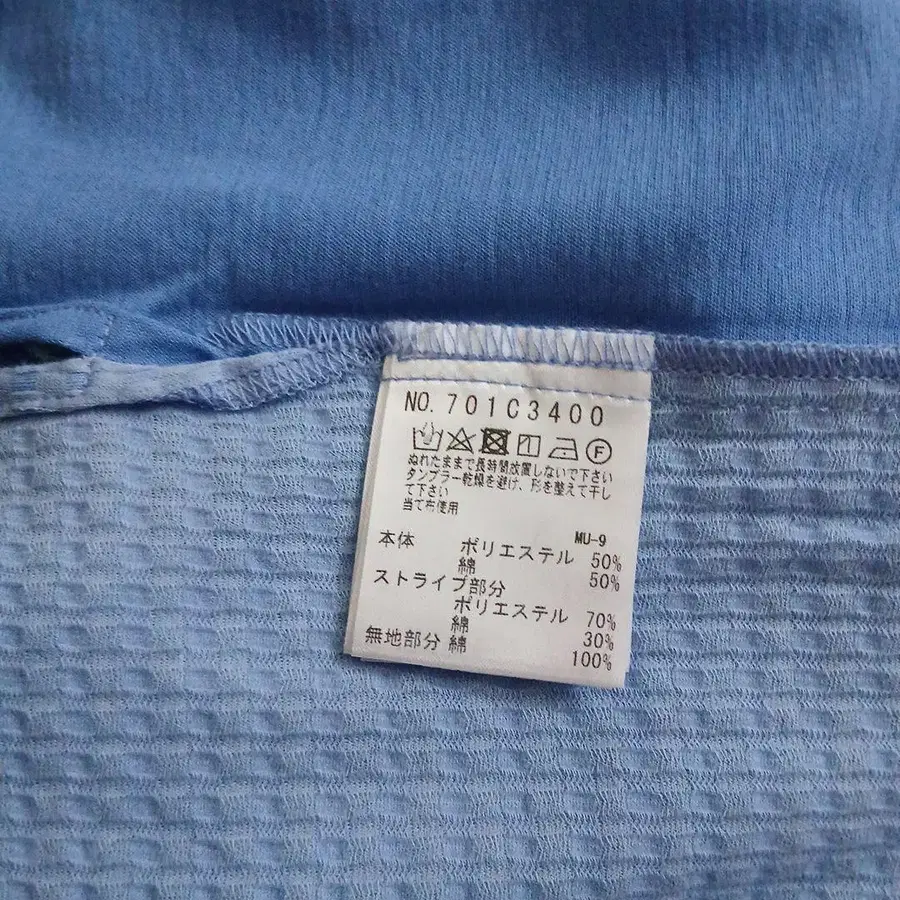 NO. 701C3400
ぬれたままで長時間放置しないで下さい
タンブラー乾燥を避け、形を整えて干し
て下さい
当て布使用
MU-9
本体 ポリエステル 50%
綿 50%
ストライプ部分
ポリエステル 70%
綿 30%
無地部分 綿 100%